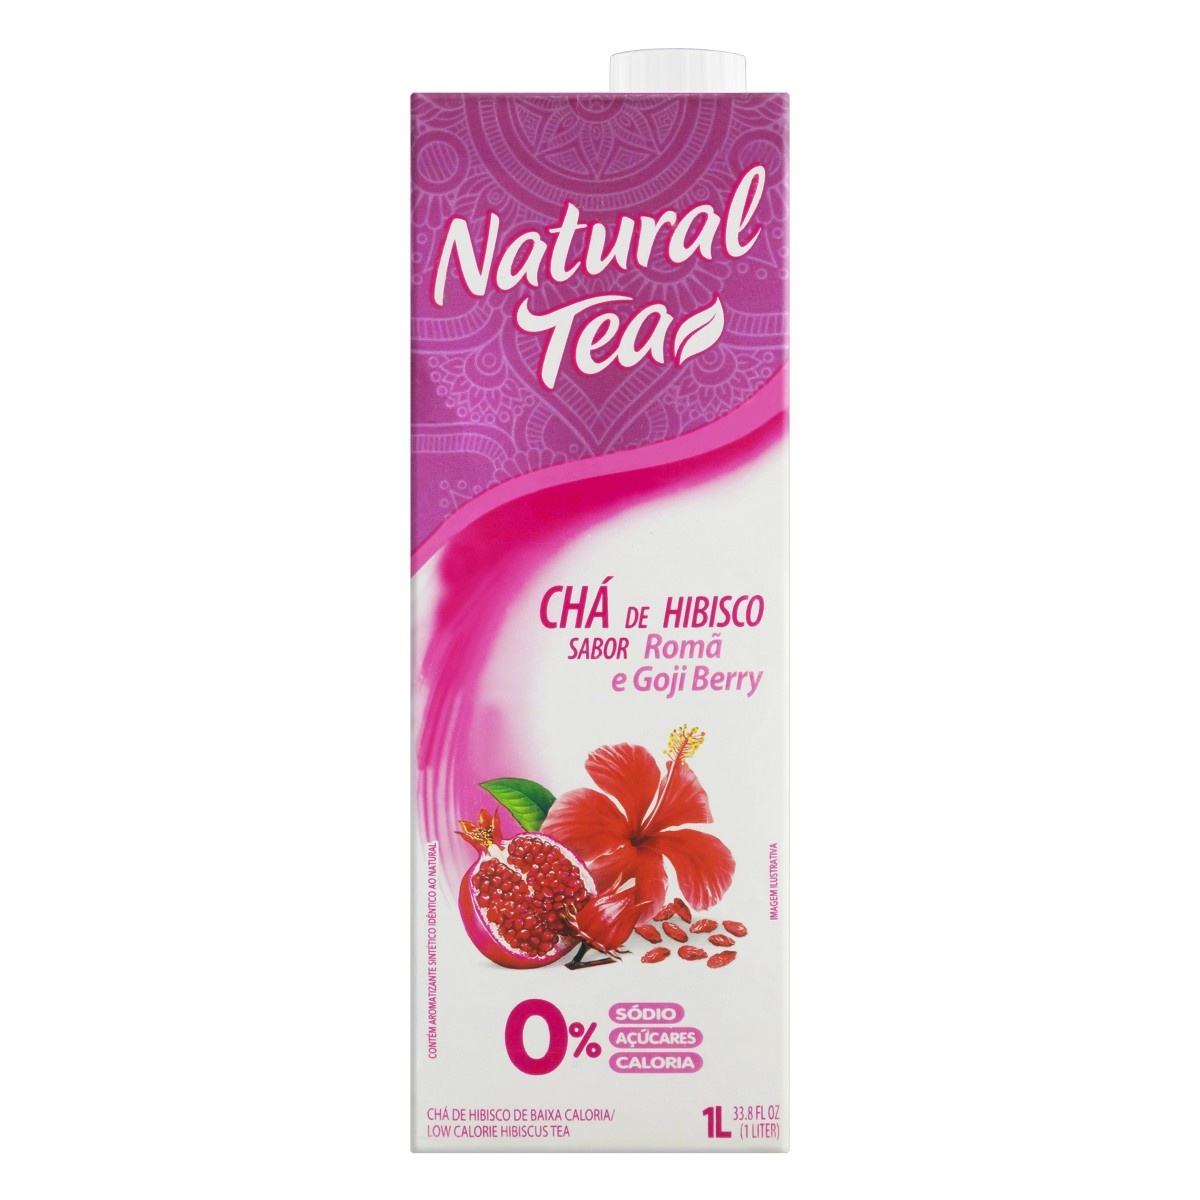 Natural
Tea
CHÁ DE HIBISCO
SABOR Romã
e Goji Berry
CONTÉM AROMATIZANTE SINTÉTICO IDÊNTICO AO NATURAL
IMAGEM ILUSTRATIVA
0% SÓDIO
AÇÚCARES
CALORIA
CHÁ DE HIBISCO DE BAIXA CALORIA/
LOW CALORIE HIBISCUS TEA
1L 33.8 FL OZ
(1 LITER)